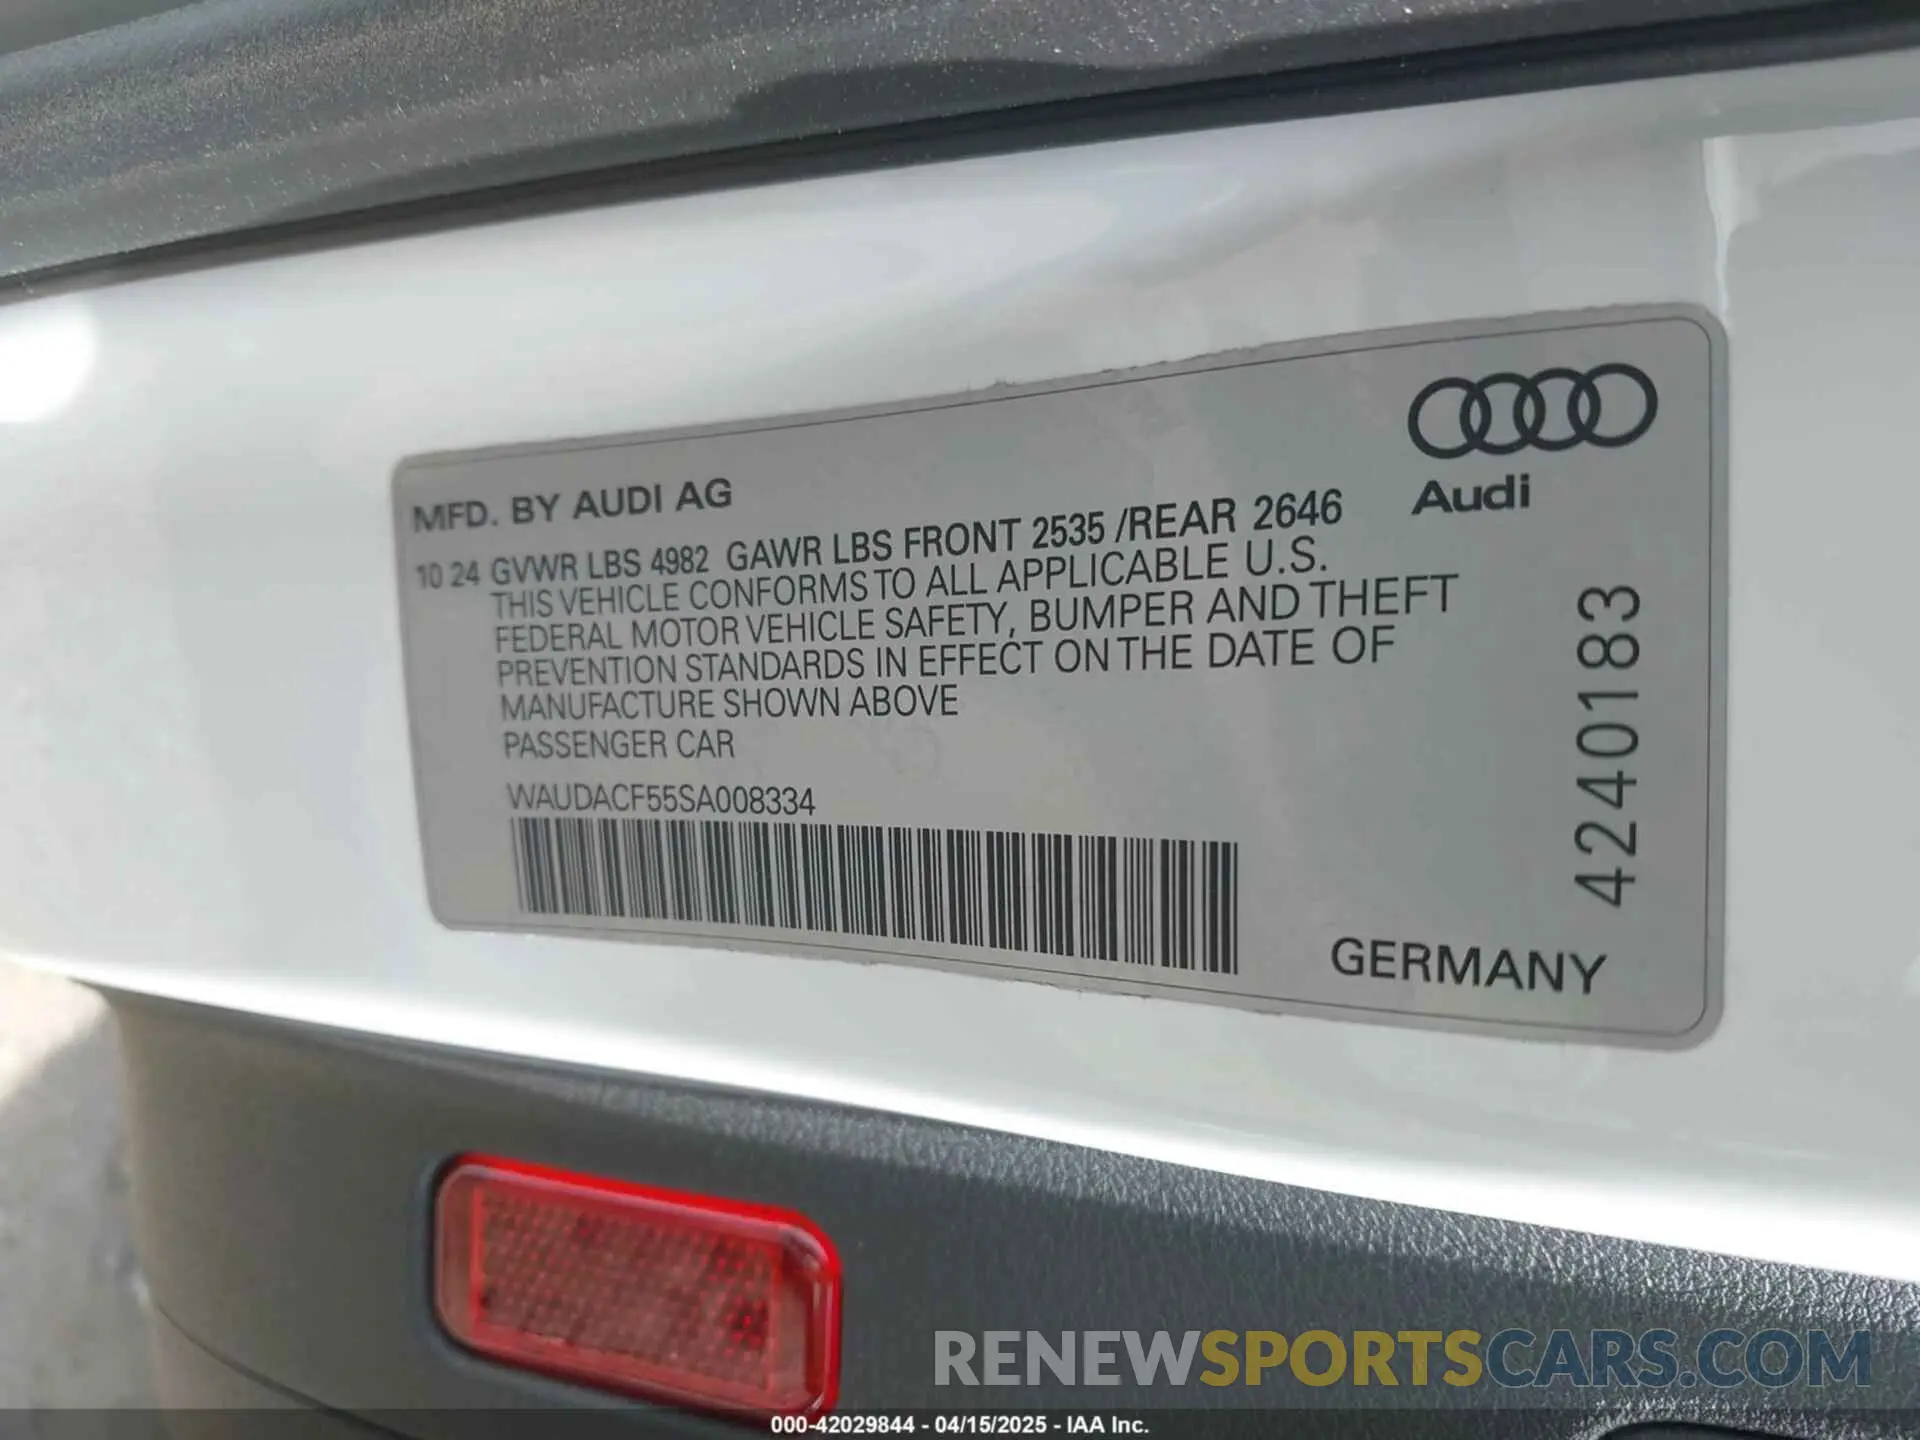 Audi
MFD. BY AUDI AG
10 24 GVWR LBS 4982 GAWR LBS FRONT 2535 /REAR 2646
THIS VEHICLE CONFORMS TO ALL APPLICABLE U.S.
FEDERAL MOTOR VEHICLE SAFETY, BUMPER AND THEFT
PREVENTION STANDARDS IN EFFECT ON THE DATE OF
MANUFACTURE SHOWN ABOVE
PASSENGER CAR
WAUDACF55SA008334
4240183
GERMANY
RENEWSPORTSCARS.COM
000-42029844 - 04/15/2025 - IAA Inc.